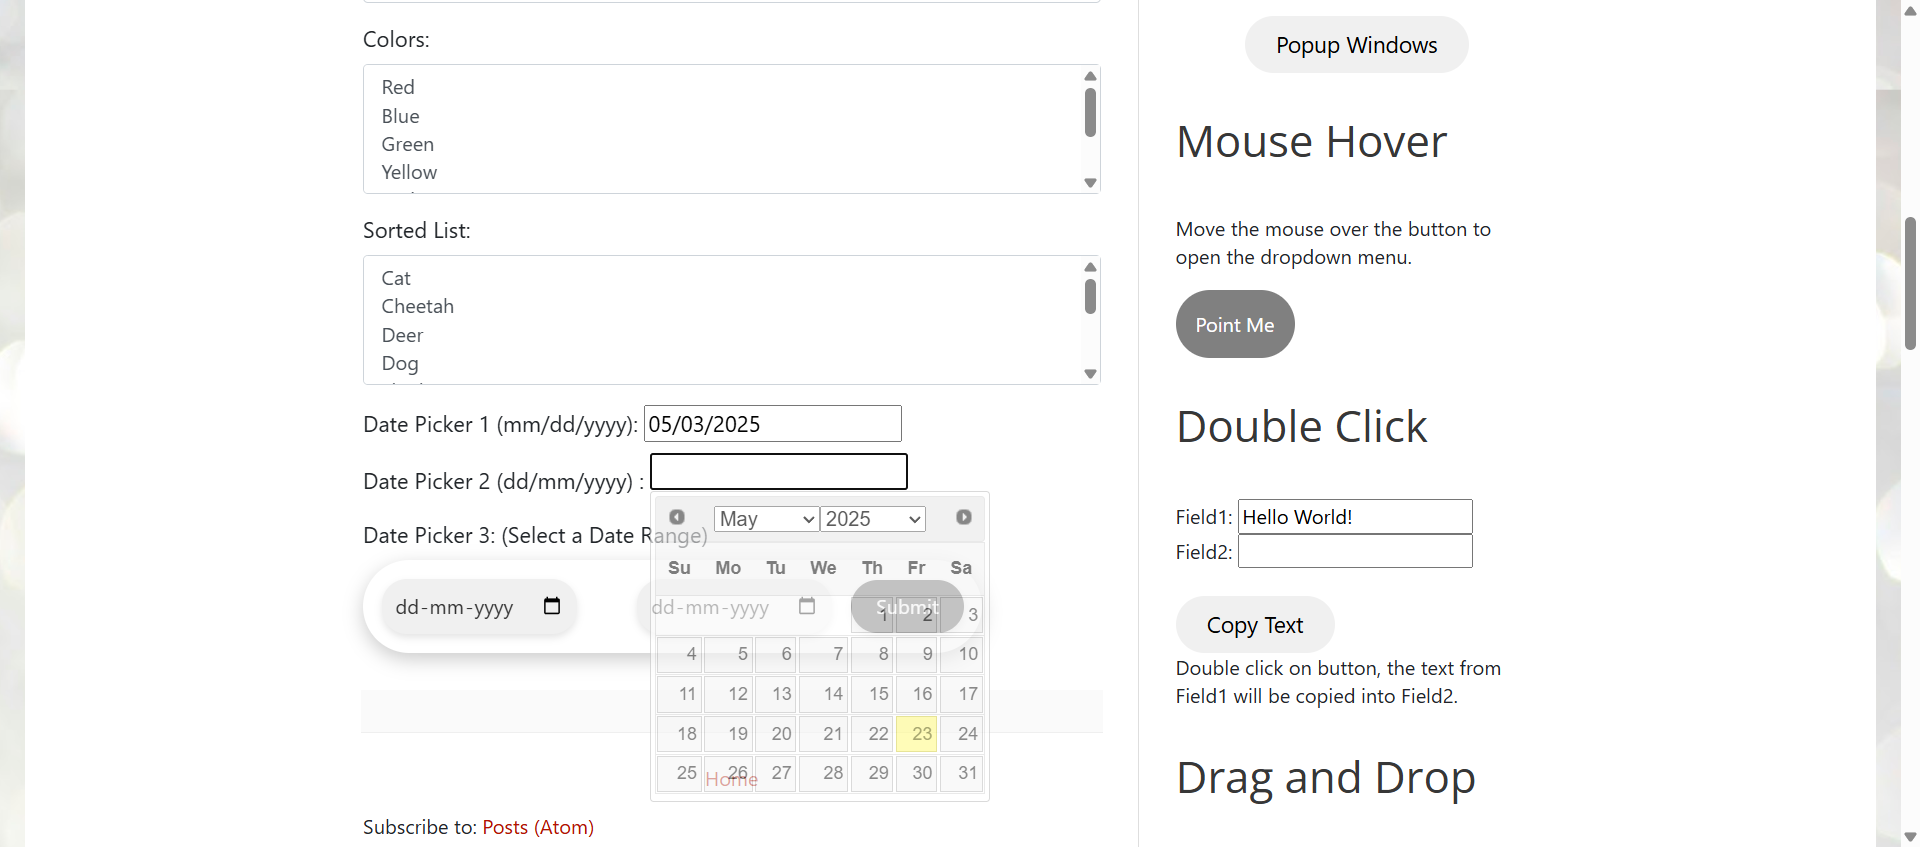 Colors:
Red
Blue
Green
Yellow
Sorted List:
Cat
Cheetah
Deer
Dog
Date Picker 1 (mm/dd/yyyy): 05/03/2025
Date Picker 2 (dd/mm/yyyy) :
Date Picker 3: (Select a Date Range)
dd-mm-yyyy
dd-mm-yyyy
Submit
May 2025
Su Mo Tu We Th Fr Sa
1 2 3
4 5 6 7 8 9 10
11 12 13 14 15 16 17
18 19 20 21 22 23 24
25 26 27 28 29 30 31
Home
Subscribe to: Posts (Atom)
Popup Windows
Mouse Hover
Move the mouse over the button to
open the dropdown menu.
Point Me
Double Click
Field1: Hello World!
Field2:
Copy Text
Double click on button, the text from
Field1 will be copied into Field2.
Drag and Drop